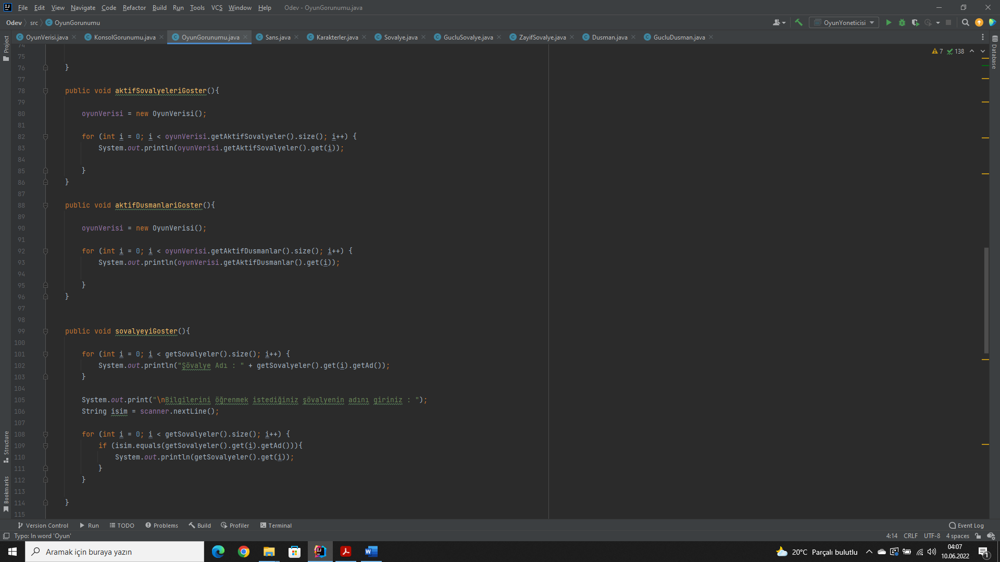 File Edit View Navigate Code Refactor Build Run Tools VCS Window Help Odev - OyunGorunumu.java
Odev src OyunGorunumu OyunYoneticisi
OyunVerisi.java KonsolGorunumu.java OyunGorunumu.java Sans.java Karakterler.java Sovalye.java GucluSovalye.java ZayifSovalye.java Dusman.java GucluDusman.java
Project
Database
7 138
74
75
76 }
77
78 public void aktifSovalyeleriGoster(){
79
80 oyunVerisi = new OyunVerisi();
81
82 for (int i = 0; i < oyunVerisi.getAktifSovalyeler().size(); i++) {
83 System.out.println(oyunVerisi.getAktifSovalyeler().get(i));
84
85 }
86 }
87
88 public void aktifDusmanlariGoster(){
89
90 oyunVerisi = new OyunVerisi();
91
92 for (int i = 0; i < oyunVerisi.getAktifDusmanlar().size(); i++) {
93 System.out.println(oyunVerisi.getAktifDusmanlar().get(i));
94
95 }
96 }
97
98
99 public void sovalyeyiGoster(){
100
101 for (int i = 0; i < getSovalyeler().size(); i++) {
102 System.out.println("Şövalye Adı : " + getSovalyeler().get(i).getAd());
103 }
104
105 System.out.print("\nBilgilerini öğrenmek istediğiniz şövalyenin adını giriniz : ");
106 String isim = scanner.nextLine();
107
108 for (int i = 0; i < getSovalyeler().size(); i++) {
109 if (isim.equals(getSovalyeler().get(i).getAd())){
110 System.out.println(getSovalyeler().get(i));
111 }
112 }
113
114 }
115
Structure
Bookmarks
Version Control Run TODO Problems Build Profiler Terminal Event Log
Typo: In word 'Oyun' 4:14 CRLF UTF-8 4 spaces
Aramak için buraya yazın 20°C Parçalı bulutlu 04:07
10.06.2022 1